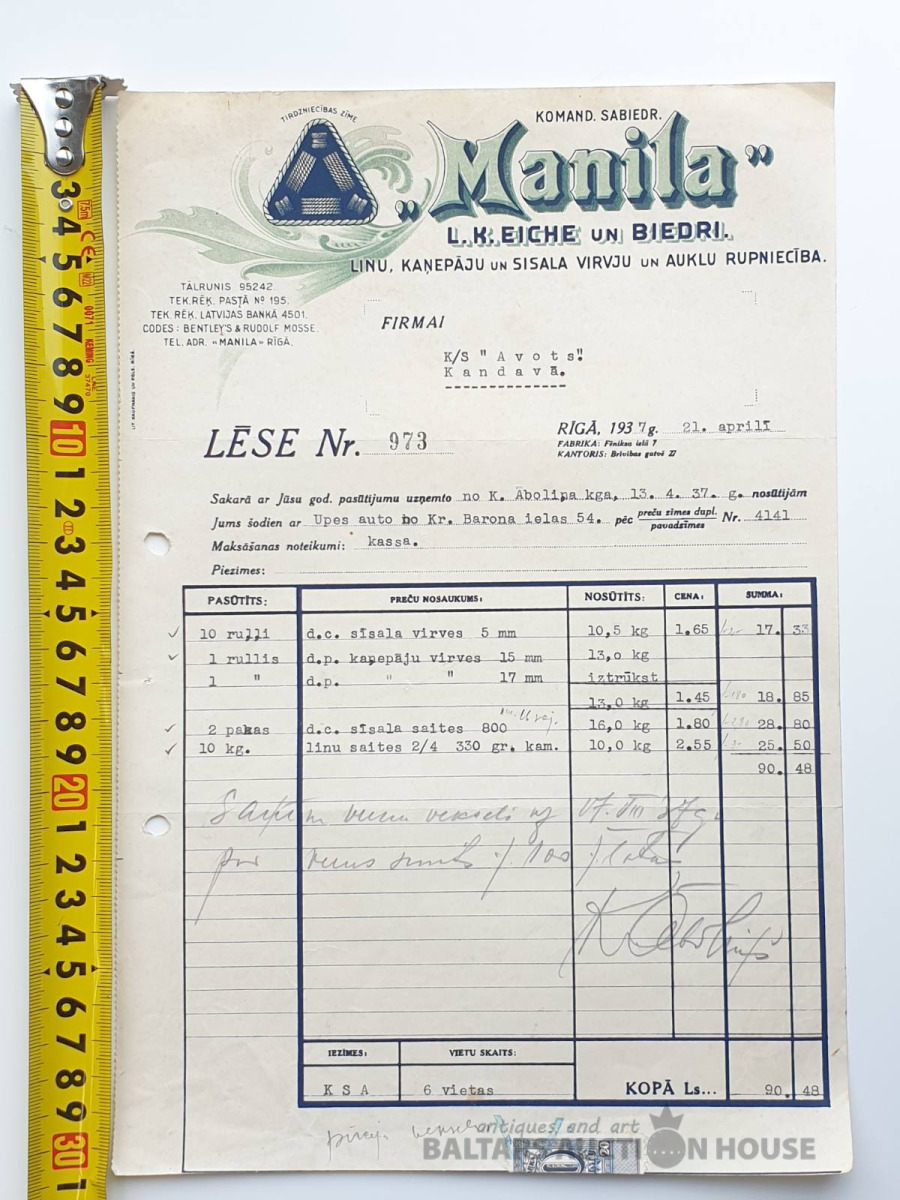 TIRDZNIECĪBAS ZĪME
KOMAND. SABIEDR.
„Manila”
L.K. EICHE UN BIEDRI.
LINU, KAŅEPĀJU UN SISALA VIRVJU UN AUKLU RUPNIECĪBA.
TĀLRUNIS 95242.
TEK. RĒĶ. PASTĀ Nº 195.
TEK. RĒĶ. LATVIJAS BANKĀ 4501.
CODES: BENTLEY'S & RUDOLF MOSSE.
TEL. ADR. «MANILA» RĪGĀ.
FIRMAI
K/S "Avots"
Kandavā.
LĒSE Nr. 973
RĪGĀ, 1937 g. 21. aprilī
FABRIKA: Fīniksa ielā 7
KANTORIS: Brīvības gatvē 27
Sakarā ar Jūsu god. pasūtījumu uzņemto no K. Āboliņa kga, 13. 4. 37. g. nosūtījām
Jums šodien ar Upes auto no Kr. Barona ielas 54. pēc preču zīmes dupl. pavadzīmes Nr. 4141
Maksāšanas noteikumi: kassa.
Piezīmes:
PASŪTĪTS: PREČU NOSAUKUMS: NOSŪTĪTS: CENA: SUMMA:
10 ruļļi d.c. sīsala virves 5 mm 10,5 kg 1.65 17. 33
1 rullis d.p. kaņepāju virves 15 mm 13,o kg
1 " d.p. " " 17 mm iztrūkst
13,0 kg 1.45 18. 85
2 pakas d.c. sīsala saites 800 16,0 kg 1.80 28. 80
10 kg. linu saites 2/4 330 gr. kam. 10,0 kg 2.55 25. 50
90. 48
IEZĪMES: VIETU SKAITS:
K S A 6 vietas KOPĀ Ls... 90. 48
antiques and art
BALTARS AUCTION HOUSE